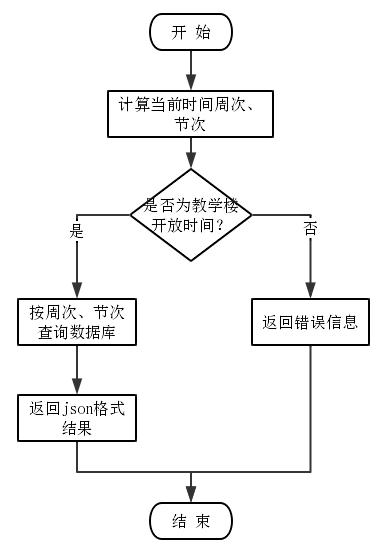 开 始
计算当前时间周次、
节次
是否为教学楼
开放时间？
是
否
按周次、节次
查询数据库
返回错误信息
返回json格式
结果
结 束